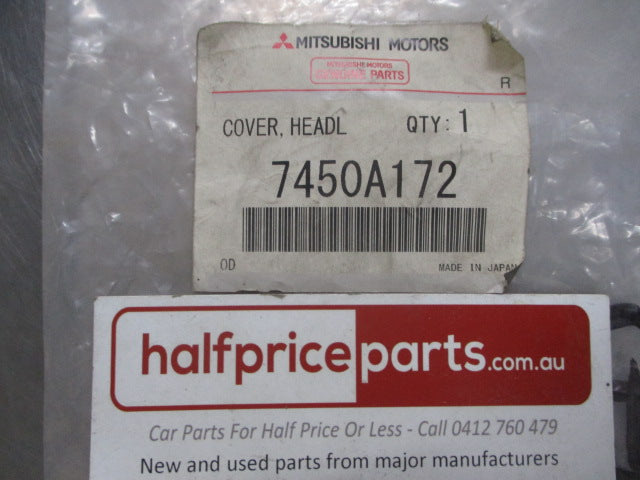 MITSUBISHI MOTORS
MITSUBISHI MOTORS
GENUINE PARTS
R
COVER, HEADL QTY: 1
7450A172
OD MADE IN JAPAN
halfpriceparts.com.au
Car Parts For Half Price Or Less - Call 0412 760 479
New and used parts from major manufacturers